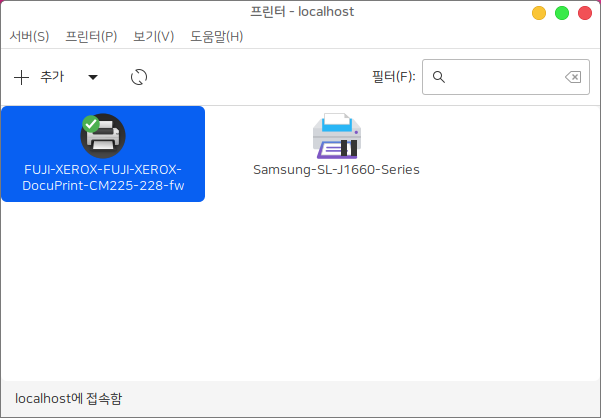 프린터 - localhost
서버(S) 프린터(P) 보기(V) 도움말(H)
추가 필터(F):
FUJI-XEROX-FUJI-XEROX-
DocuPrint-CM225-228-fw
Samsung-SL-J1660-Series
localhost에 접속함